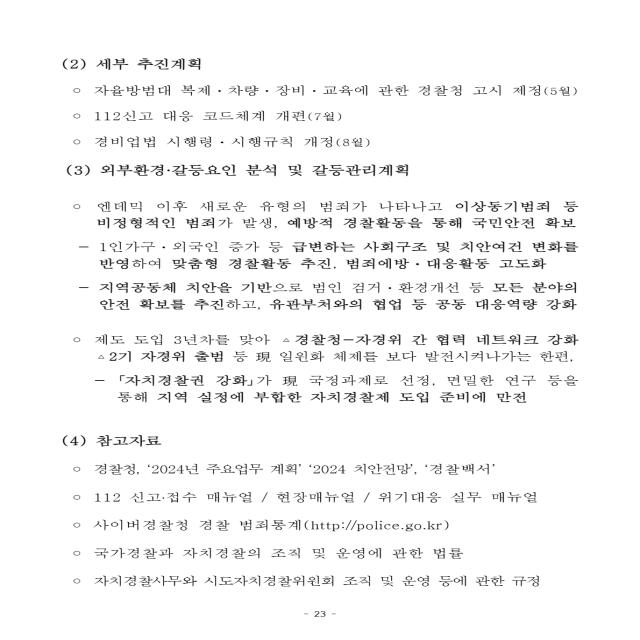 (2) 세부 추진계획
○ 자율방범대 복제·차량·장비·교육에 관한 경찰청 고시 제정(5월)
○ 112신고 대응 코드체계 개편(7월)
○ 경비업법 시행령·시행규칙 개정(8월)
(3) 외부환경·갈등요인 분석 및 갈등관리계획
○ 엔데믹 이후 새로운 유형의 범죄가 나타나고 이상동기범죄 등
비정형적인 범죄가 발생, 예방적 경찰활동을 통해 국민안전 확보
- 1인가구·외국인 증가 등 급변하는 사회구조 및 치안여건 변화를
반영하여 맞춤형 경찰활동 추진, 범죄예방·대응활동 고도화
- 지역공동체 치안을 기반으로 범인 검거·환경개선 등 모든 분야의
안전 확보를 추진하고, 유관부처와의 협업 등 공동 대응역량 강화
○ 제도 도입 3년차를 맞아 △경찰청-자경위 간 협력 네트워크 강화
△2기 자경위 출범 등 現 일원화 체제를 보다 발전시켜나가는 한편,
- 「자치경찰권 강화」가 現 국정과제로 선정, 면밀한 연구 등을
통해 지역 실정에 부합한 자치경찰제 도입 준비에 만전
(4) 참고자료
○ 경찰청, ‘2024년 주요업무 계획’ ‘2024 치안전망’, ‘경찰백서’
○ 112 신고·접수 매뉴얼 / 현장매뉴얼 / 위기대응 실무 매뉴얼
○ 사이버경찰청 경찰 범죄통계(http://police.go.kr)
○ 국가경찰과 자치경찰의 조직 및 운영에 관한 법률
○ 자치경찰사무와 시도자치경찰위원회 조직 및 운영 등에 관한 규정
- 23 -